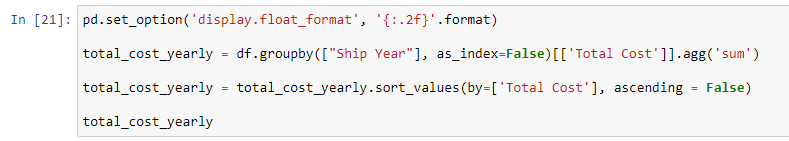 In [21]: pd.set_option('display.float_format', '{:.2f}'.format)
total_cost_yearly = df.groupby(["Ship Year"], as_index=False)[['Total Cost']].agg('sum')
total_cost_yearly = total_cost_yearly.sort_values(by=['Total Cost'], ascending = False)
total_cost_yearly